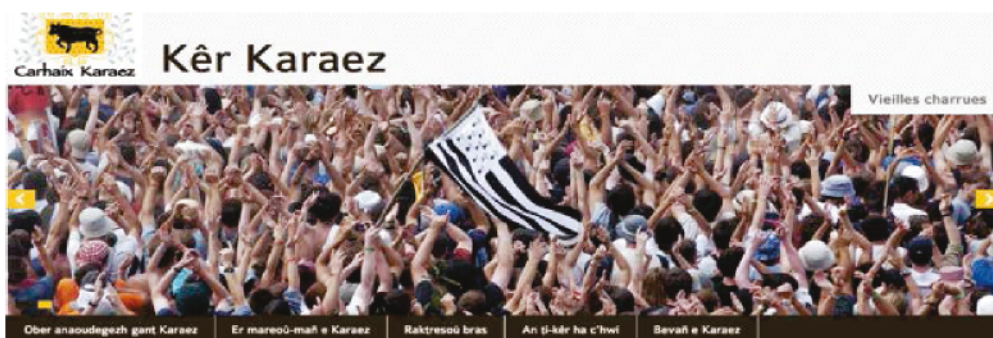 Carhaix Karaez
Kêr Karaez
Vieilles charrues
Ober anaoudegezh gant Karaez
Er mareoù-mañ e Karaez
Raktresoù bras
An ti-kêr ha c'hwi
Bevañ e Karaez